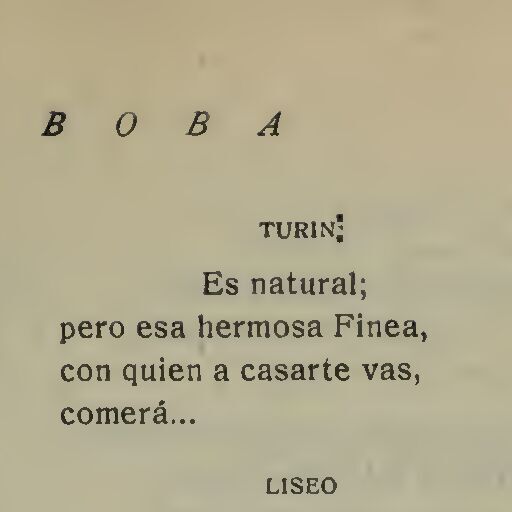 B O B A
TURIN:
Es natural;
pero esa hermosa Finea,
con quien a casarte vas,
comerá...
LISEO